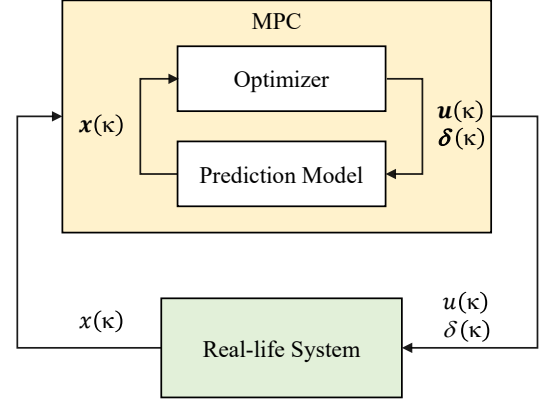 MPC
Optimizer
x(κ)
u(κ)
δ(κ)
Prediction Model
x(κ)
u(κ)
δ(κ)
Real-life System